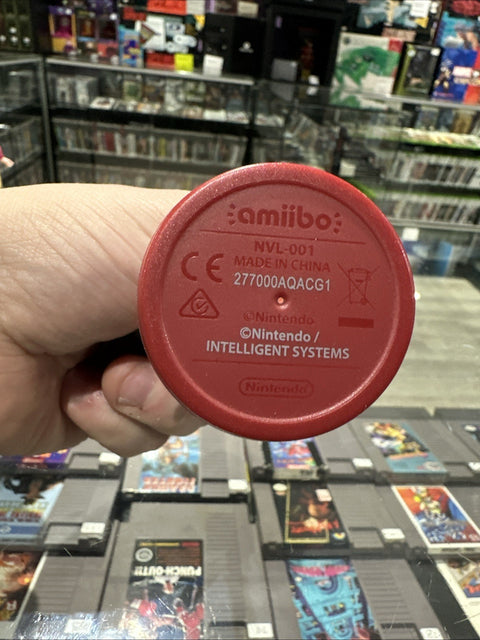 amiibo
NVL-001
CE
MADE IN CHINA
277000AQACG1
©Nintendo
©Nintendo /
INTELLIGENT SYSTEMS
Nintendo
PUNCH-OUT!!